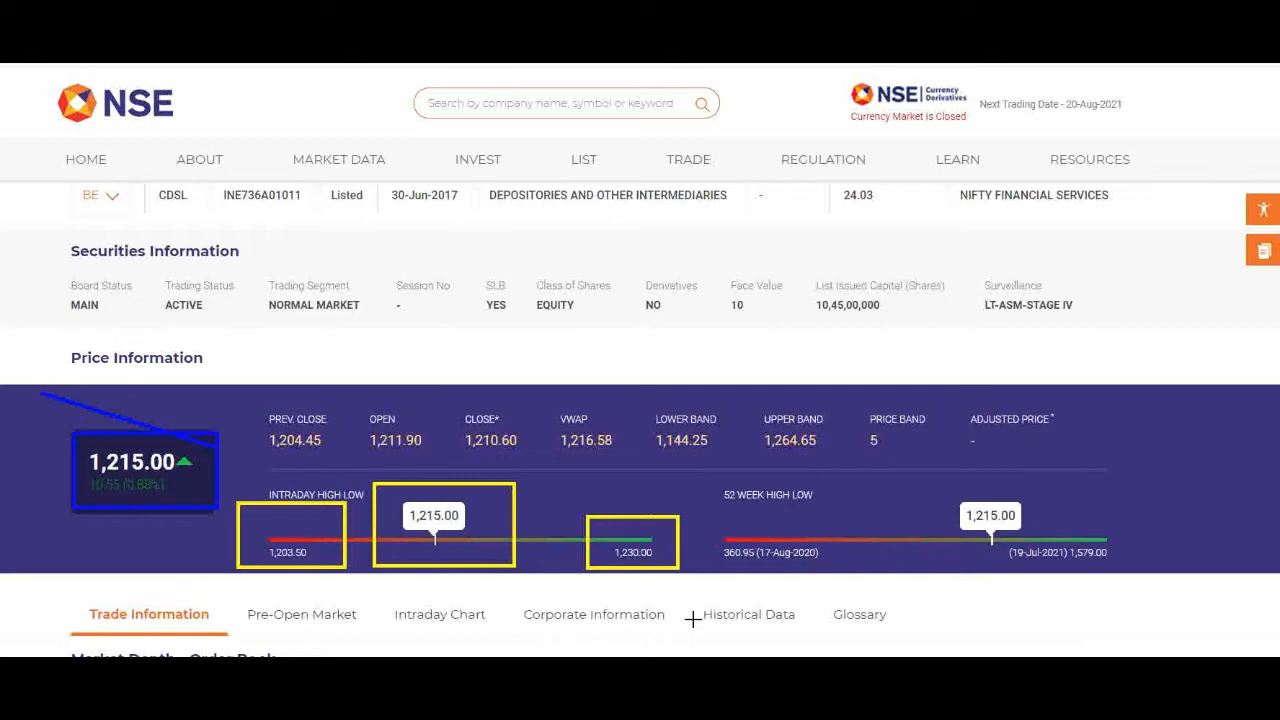 NSE
Search by company name, symbol or keyword
NSE Currency Derivatives
Currency Market is Closed
Next Trading Date - 20-Aug-2021
HOME ABOUT MARKET DATA INVEST LIST TRADE REGULATION LEARN RESOURCES
BE CDSL INE736A01011 Listed 30-Jun-2017 DEPOSITORIES AND OTHER INTERMEDIARIES - 24.03 NIFTY FINANCIAL SERVICES
Securities Information
Board Status Trading Status Trading Segment Session No SLB Class of Shares Derivatives Face Value List Issued Capital (Shares) Surveillance
MAIN ACTIVE NORMAL MARKET - YES EQUITY NO 10 10,45,00,000 LT-ASM-STAGE IV
Price Information
PREV. CLOSE OPEN CLOSE* VWAP LOWER BAND UPPER BAND PRICE BAND ADJUSTED PRICE*
1,204.45 1,211.90 1,210.60 1,216.58 1,144.25 1,264.65 5 -
1,215.00
10.55 (0.88%)
INTRADAY HIGH LOW 52 WEEK HIGH LOW
1,215.00 1,215.00
1,203.50 1,230.00 360.95 (17-Aug-2020) (19-Jul-2021) 1,579.00
Trade Information Pre-Open Market Intraday Chart Corporate Information Historical Data Glossary
Market Depth - Order Book